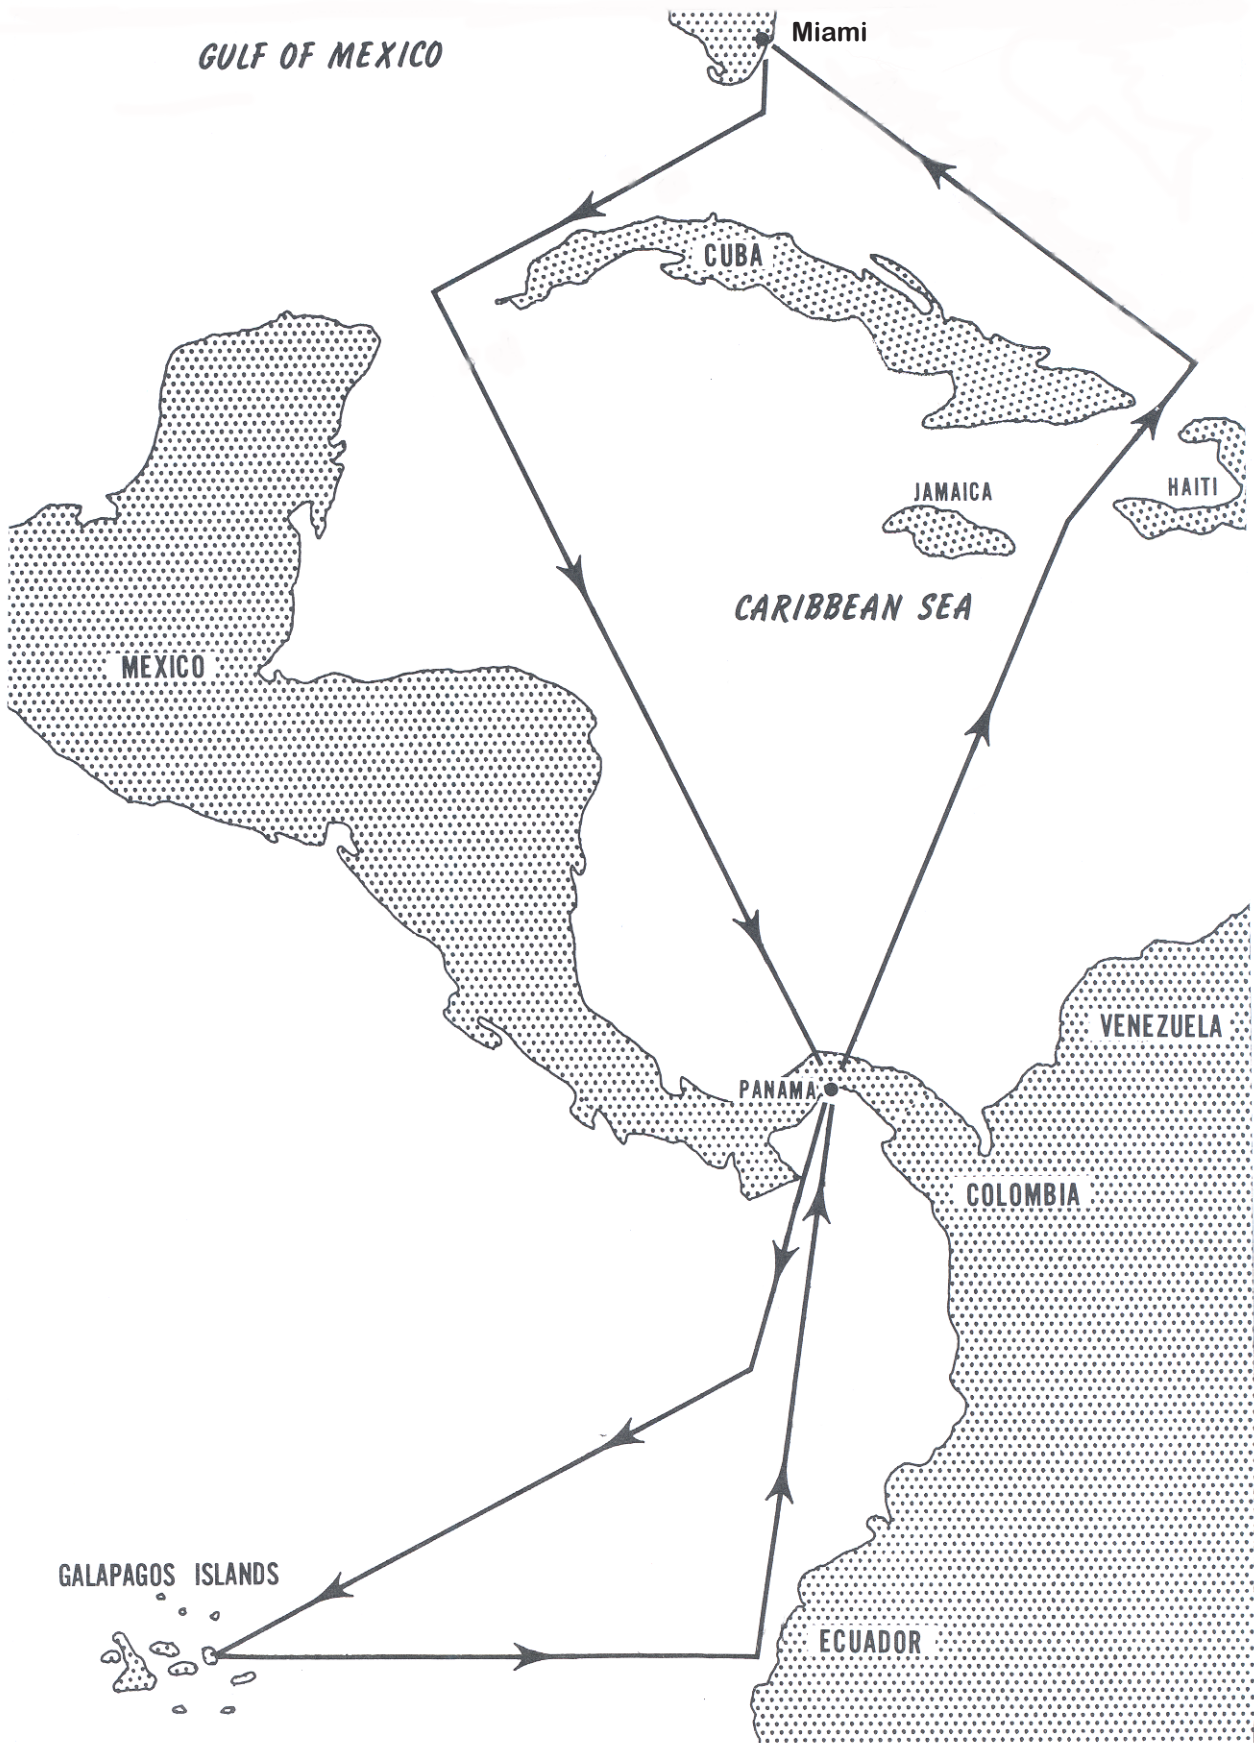 Miami
GULF OF MEXICO
CUBA
JAMAICA
HAITI
CARIBBEAN SEA
MEXICO
VENEZUELA
PANAMA
COLOMBIA
GALAPAGOS ISLANDS
ECUADOR